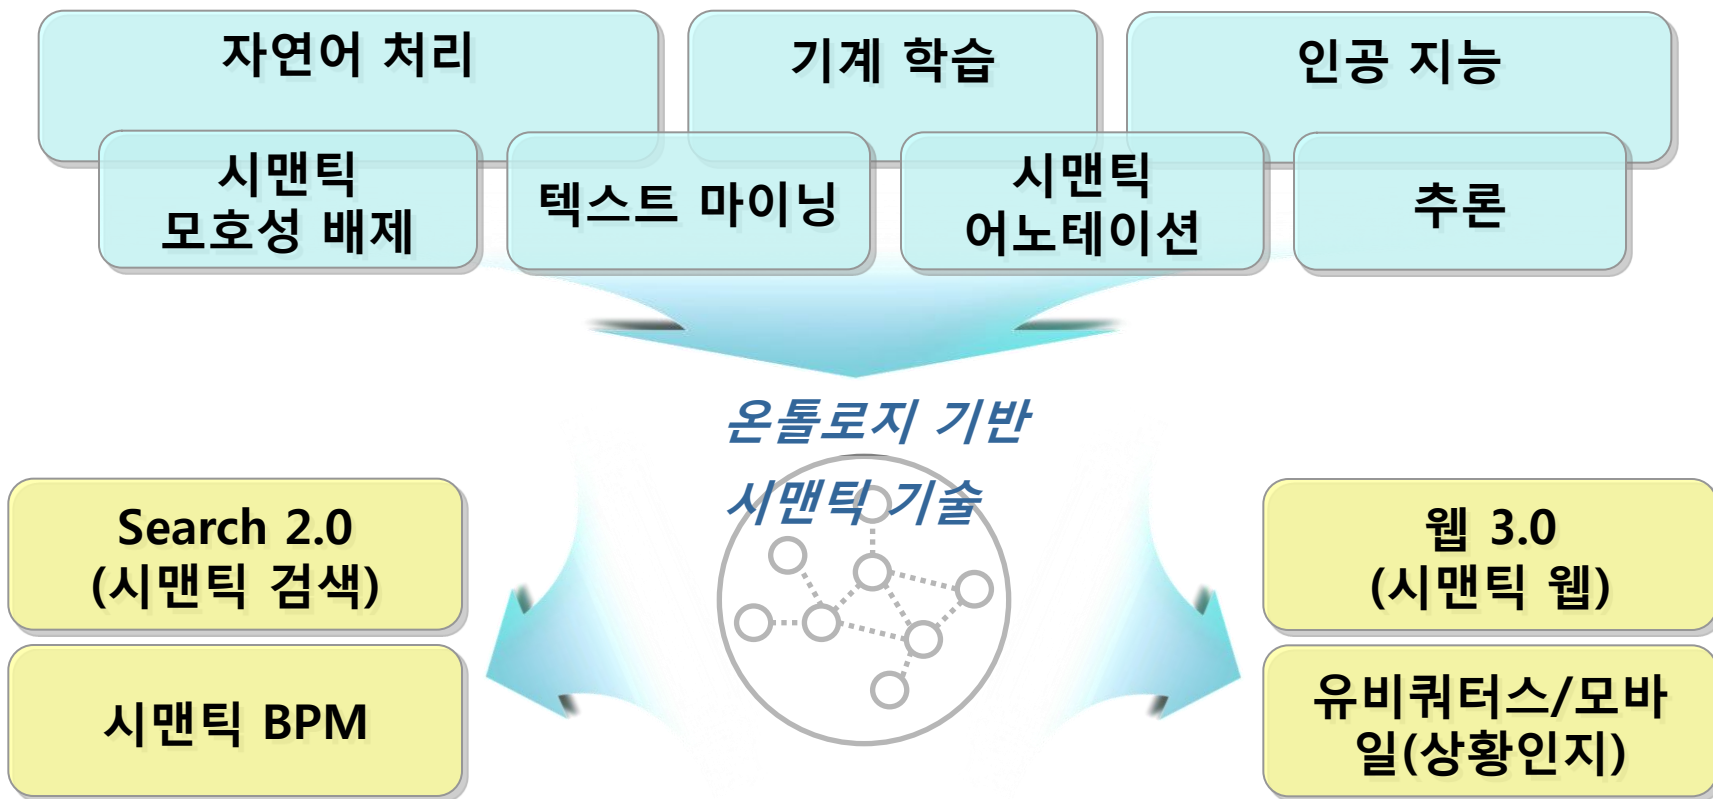 자연어 처리
기계 학습
인공 지능
시맨틱
모호성 배제
텍스트 마이닝
시맨틱
어노테이션
추론
온톨로지 기반
시맨틱 기술
Search 2.0
(시맨틱 검색)
시맨틱 BPM
웹 3.0
(시맨틱 웹)
유비쿼터스/모바
일(상황인지)